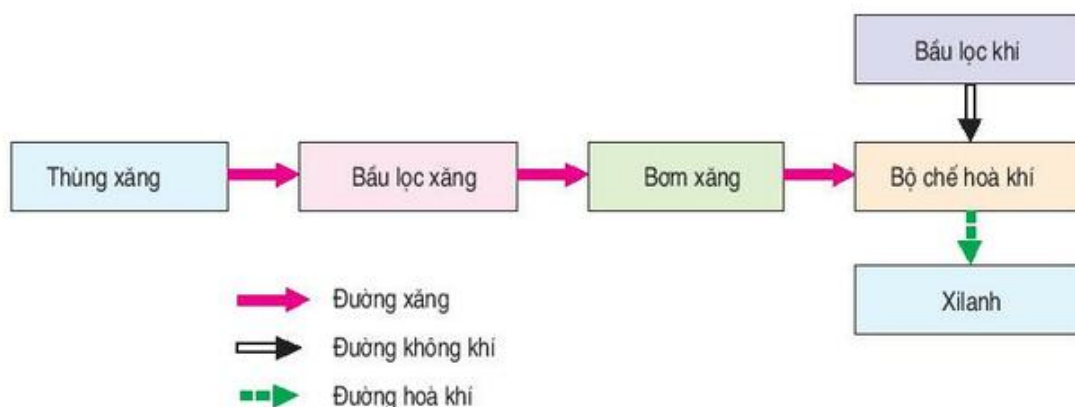 Bầu lọc khí
Thùng xăng
Bầu lọc xăng
Bơm xăng
Bộ chế hoà khí
Xilanh
Đường xăng
Đường không khí
Đường hoà khí